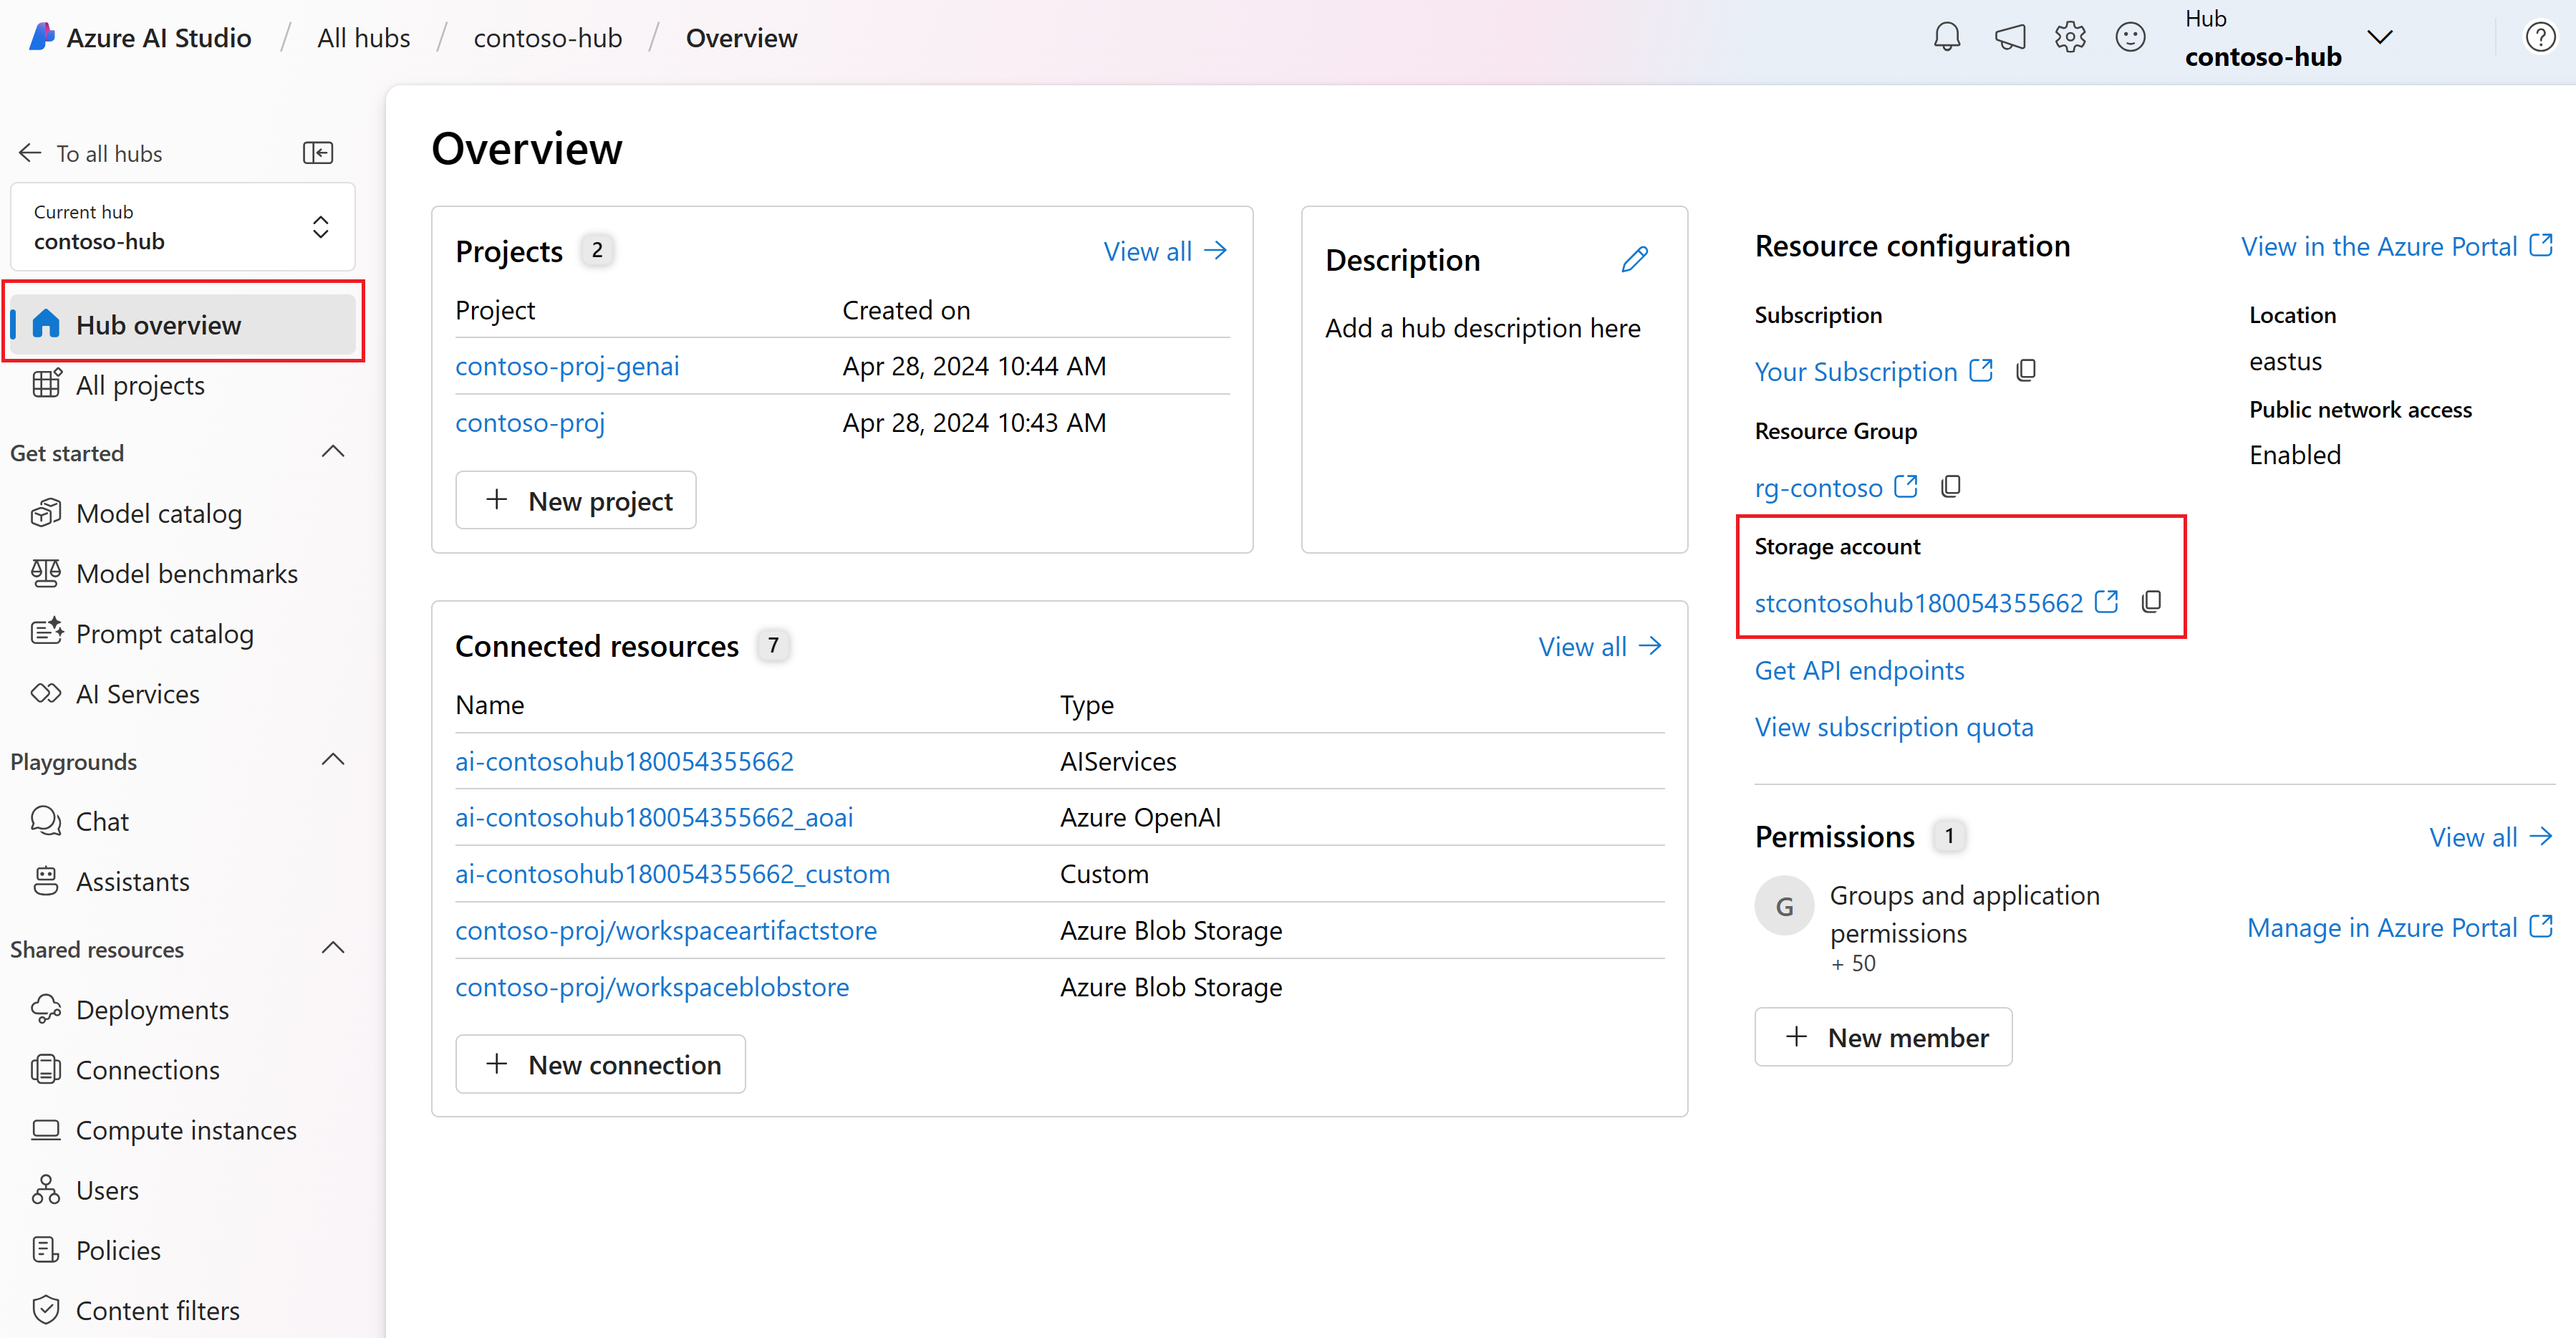 Azure AI Studio / All hubs / contoso-hub / Overview
Hub
contoso-hub
To all hubs
Current hub
contoso-hub
Hub overview
All projects
Get started
Model catalog
Model benchmarks
Prompt catalog
AI Services
Playgrounds
Chat
Assistants
Shared resources
Deployments
Connections
Compute instances
Users
Policies
Content filters
Overview
Projects 2 View all
Project Created on
contoso-proj-genai Apr 28, 2024 10:44 AM
contoso-proj Apr 28, 2024 10:43 AM
+ New project
Description
Add a hub description here
Connected resources 7 View all
Name Type
ai-contosohub180054355662 AIServices
ai-contosohub180054355662_aoai Azure OpenAI
ai-contosohub180054355662_custom Custom
contoso-proj/workspaceartifactstore Azure Blob Storage
contoso-proj/workspaceblobstore Azure Blob Storage
+ New connection
Resource configuration View in the Azure Portal
Subscription
Your Subscription
Resource Group
rg-contoso
Storage account
stcontosohub180054355662
Get API endpoints
View subscription quota
Location
eastus
Public network access
Enabled
Permissions 1 View all
G
Groups and application
permissions
+ 50
Manage in Azure Portal
+ New member